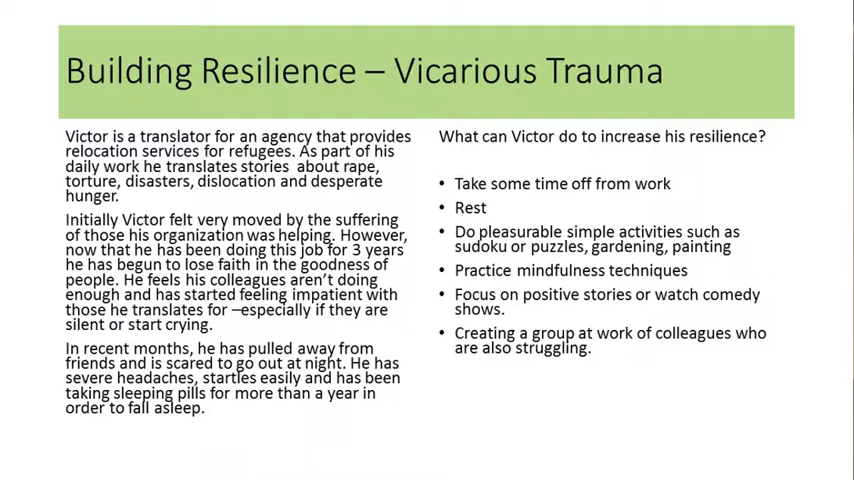 Building Resilience – Vicarious Trauma
Victor is a translator for an agency that provides
relocation services for refugees. As part of his
daily work he translates stories about rape,
torture, disasters, dislocation and desperate
hunger.
Initially Victor felt very moved by the suffering
of those his organization was helping. However,
now that he has been doing this job for 3 years
he has begun to lose faith in the goodness of
people. He feels his colleagues aren't doing
enough and has started feeling impatient with
those he translates for –especially if they are
silent or start crying.
In recent months, he has pulled away from
friends and is scared to go out at night. He has
severe headaches, startles easily and has been
taking sleeping pills for more than a year in
order to fall asleep.
What can Victor do to increase his resilience?
• Take some time off from work
• Rest
• Do pleasurable simple activities such as
sudoku or puzzles, gardening, painting
• Practice mindfulness techniques
• Focus on positive stories or watch comedy
shows.
• Creating a group at work of colleagues who
are also struggling.